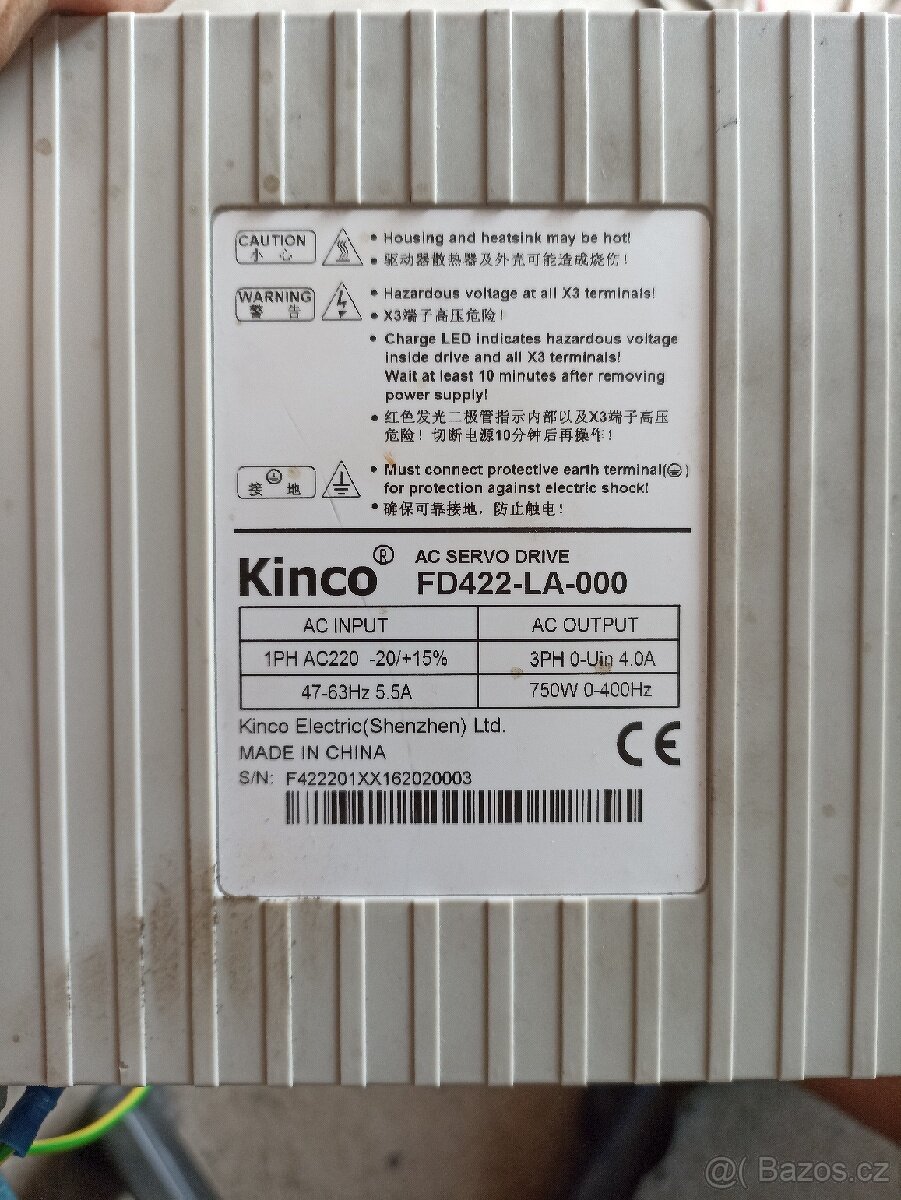 CAUTION
小 心
• Housing and heatsink may be hot!
• 驱动器散热器及外壳可能造成烧伤！
WARNING
警 告
• Hazardous voltage at all X3 terminals!
• X3端子高压危险！
• Charge LED indicates hazardous voltage
inside drive and all X3 terminals!
Wait at least 10 minutes after removing
power supply!
• 红色发光二极管指示内部以及X3端子高压
危险！切断电源10分钟后再操作！
接 地
• Must connect protective earth terminal(⏚)
for protection against electric shock!
• 确保可靠接地，防止触电！
Kinco® AC SERVO DRIVE
FD422-LA-000
AC INPUT AC OUTPUT
1PH AC220 -20/+15% 3PH 0-Uin 4.0A
47-63Hz 5.5A 750W 0-400Hz
Kinco Electric(Shenzhen) Ltd.
MADE IN CHINA
CE
S/N: F422201XX162020003
@( Bazos.cz